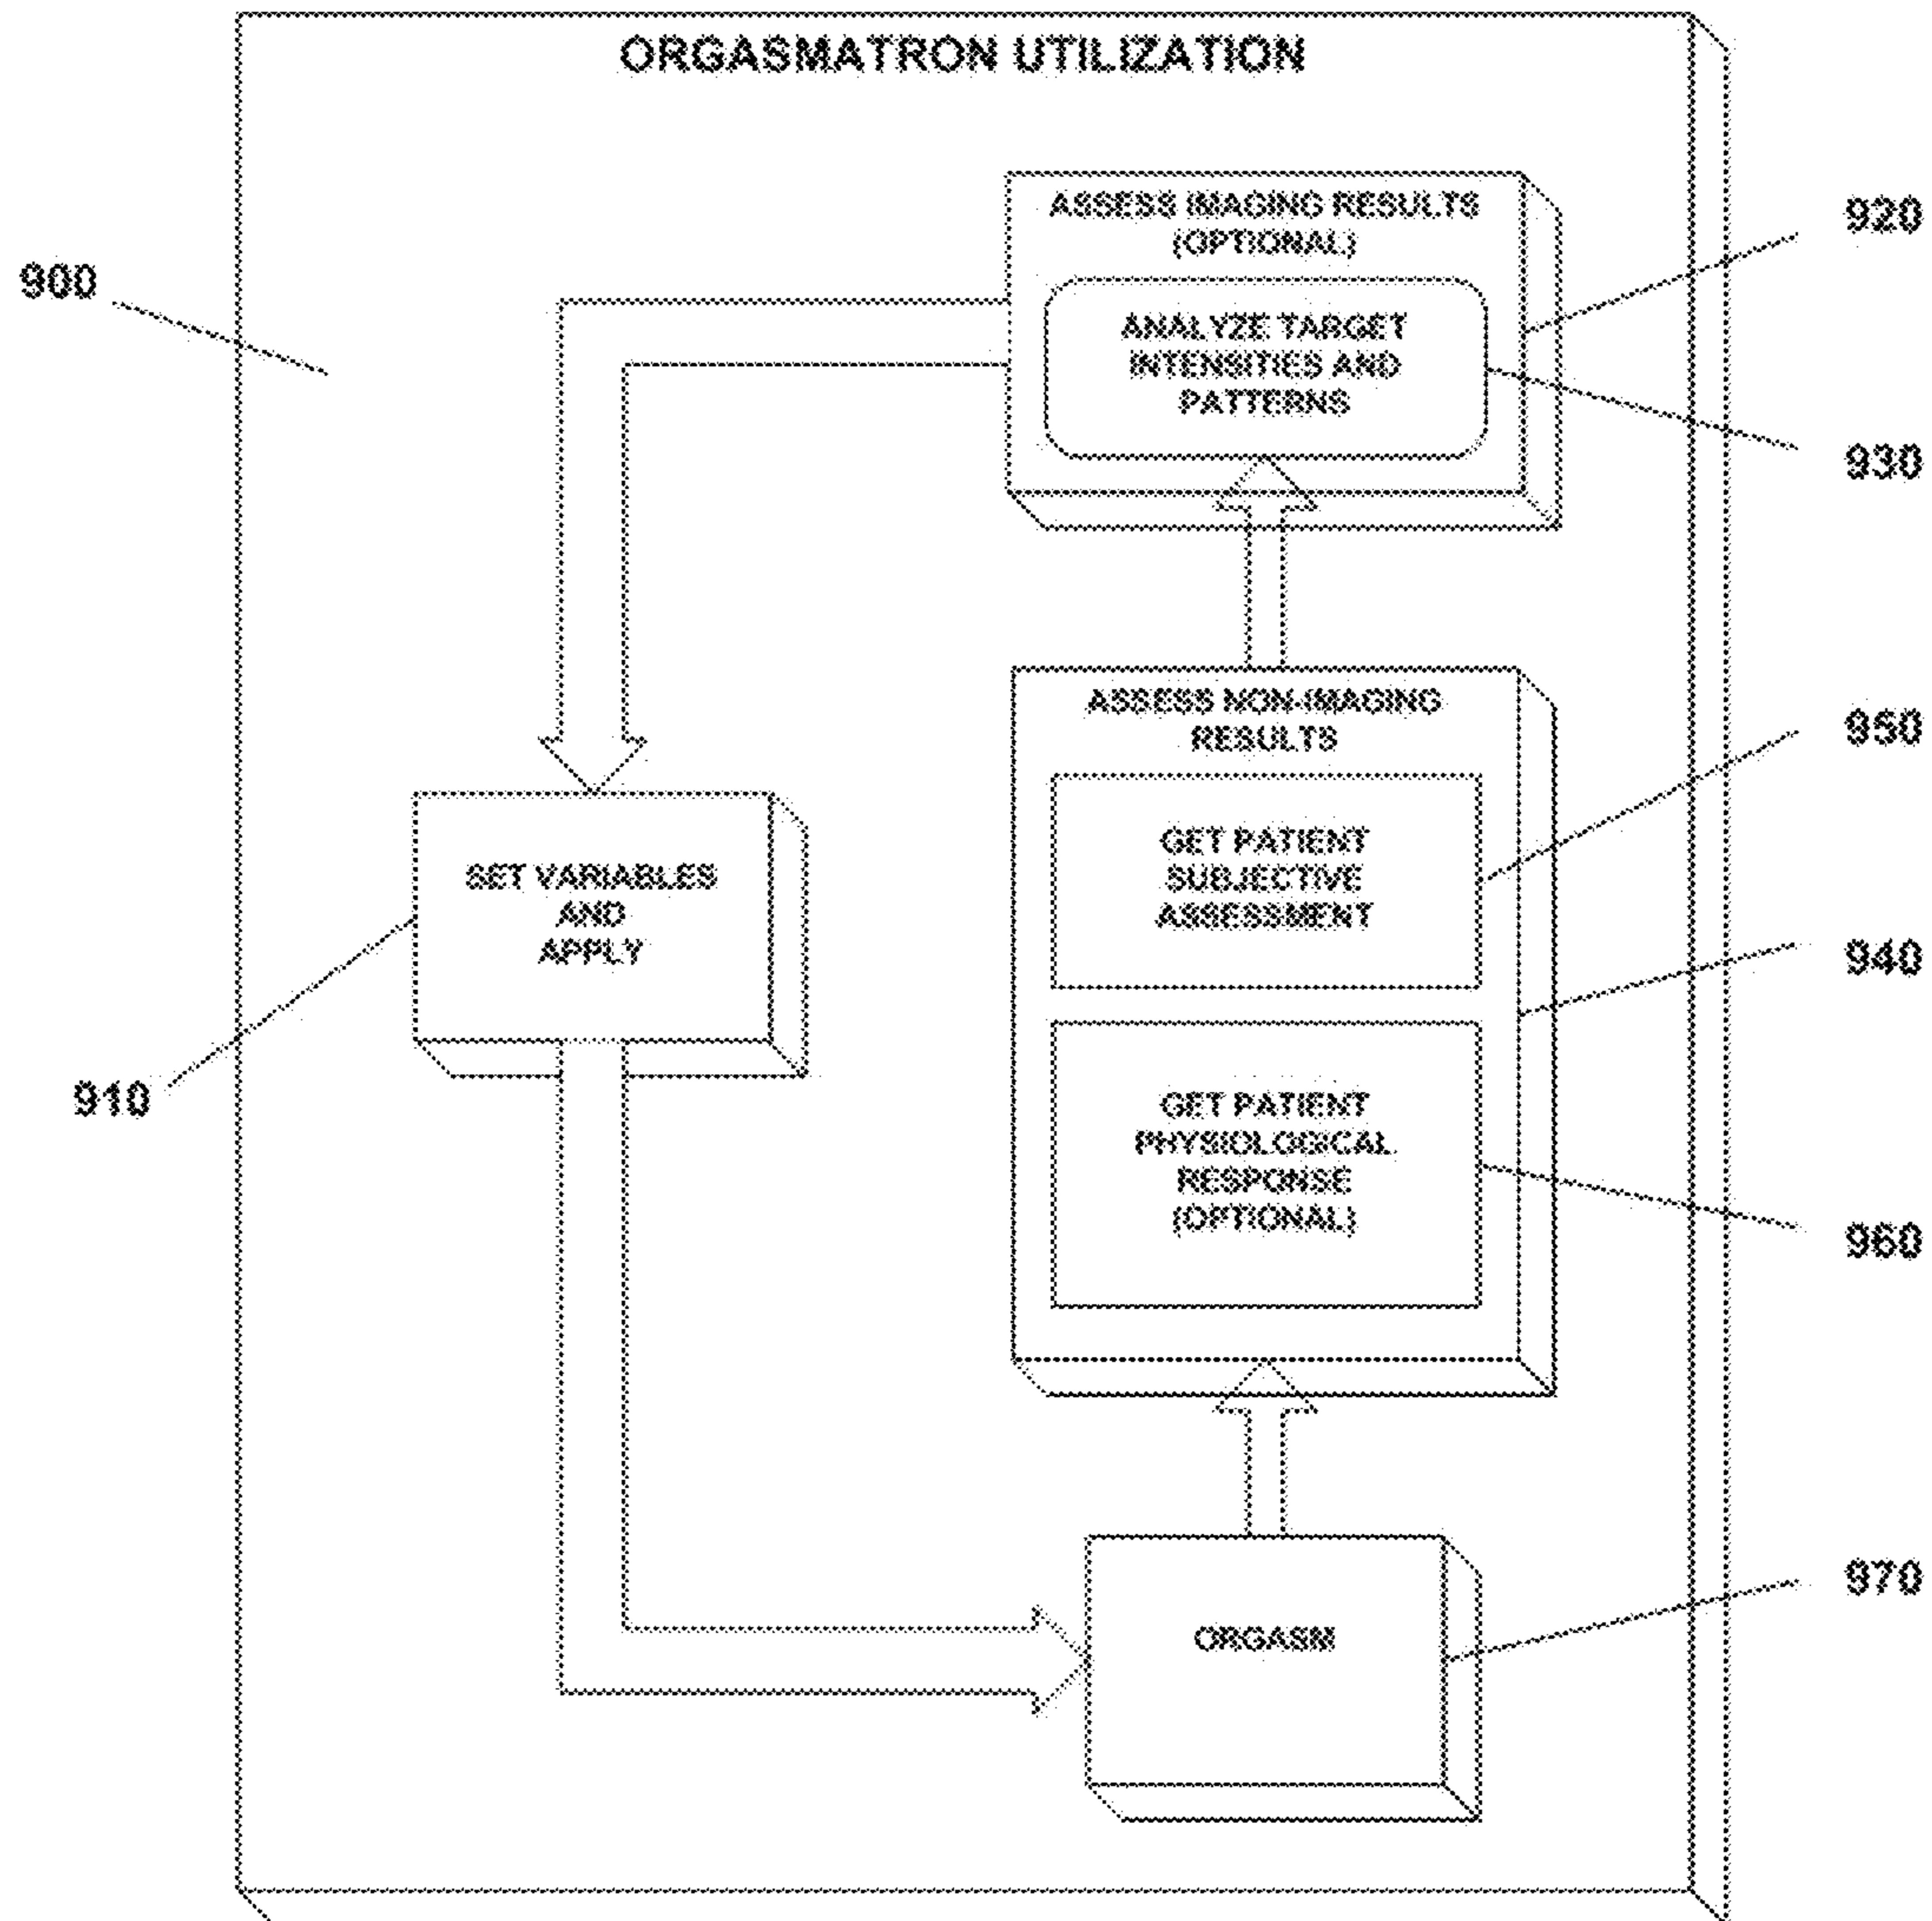 ORGASMATRON UTILIZATION
ASSESS IMAGING RESULTS
(OPTIONAL)
ANALYZE TARGET
INTENSITIES AND
PATTERNS
920
900
930
ASSESS NON-IMAGING
RESULTS
950
GET PATIENT
SUBJECTIVE
ASSESSMENT
SET VARIABLES
AND
APPLY
940
910
GET PATIENT
PHYSIOLOGICAL
RESPONSE
(OPTIONAL)
960
ORGASM
970